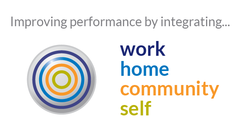 Improving performance by integrating...
work
home
community
self